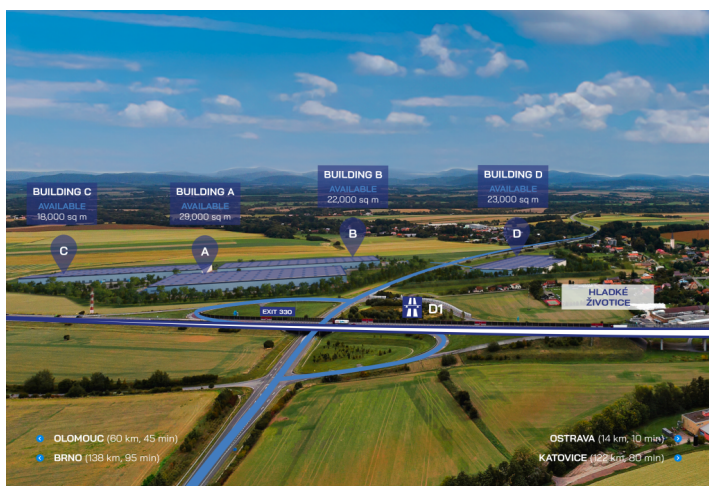 BUILDING C
AVAILABLE
18,000 sq m
BUILDING A
AVAILABLE
29,000 sq m
BUILDING B
AVAILABLE
22,000 sq m
BUILDING D
AVAILABLE
23,000 sq m
C
A
B
D
HLADKÉ
ŽIVOTICE
EXIT 330
D1
OLOMOUC (60 km, 45 min)
BRNO (138 km, 95 min)
OSTRAVA (14 km, 10 min)
KATOVICE (122 km, 80 min)